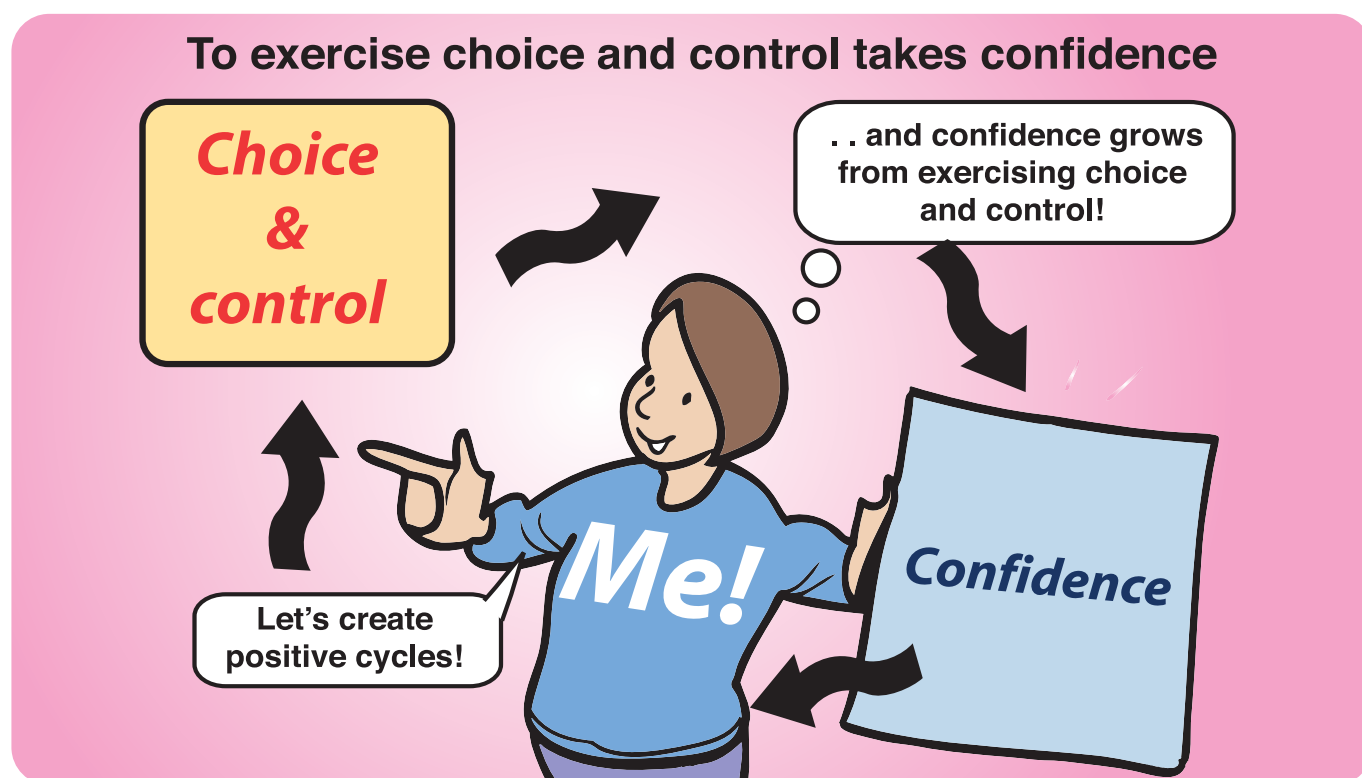 To exercise choice and control takes confidence
Choice
&
control
. . and confidence grows
from exercising choice
and control!
Me!
Confidence
Let’s create
positive cycles!